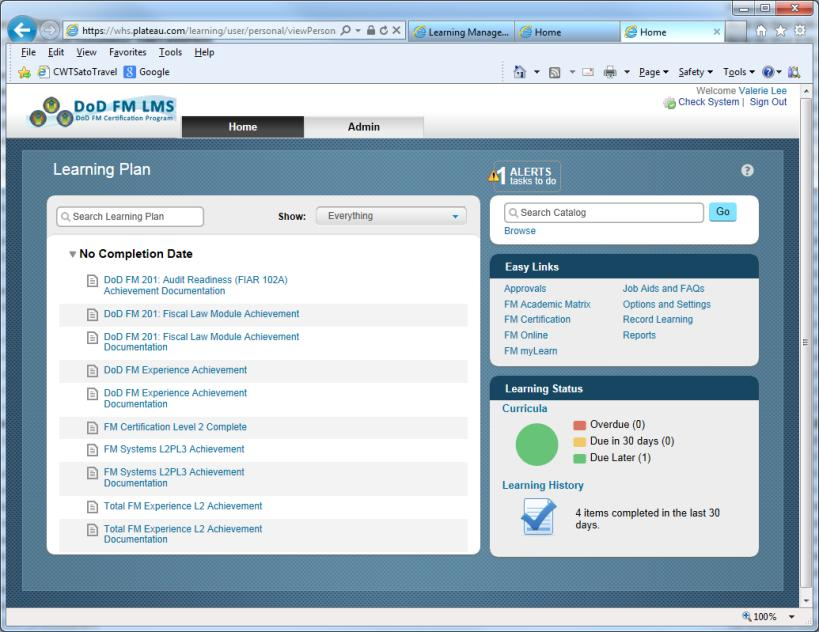 https://whs.plateau.com/learning/user/personal/viewPerson
Learning Manage...
Home
Home
File Edit View Favorites Tools Help
CWTSatoTravel Google
Page Safety Tools
Welcome Valerie Lee
Check System | Sign Out
DoD FM LMS
DoD FM Certification Program
Home Admin
Learning Plan
1 ALERTS
tasks to do
Search Learning Plan Show: Everything
Search Catalog Go
Browse
No Completion Date
DoD FM 201: Audit Readiness (FIAR 102A)
Achievement Documentation
DoD FM 201: Fiscal Law Module Achievement
DoD FM 201: Fiscal Law Module Achievement
Documentation
DoD FM Experience Achievement
DoD FM Experience Achievement
Documentation
FM Certification Level 2 Complete
FM Systems L2PL3 Achievement
FM Systems L2PL3 Achievement
Documentation
Total FM Experience L2 Achievement
Total FM Experience L2 Achievement
Documentation
Easy Links
Approvals Job Aids and FAQs
FM Academic Matrix Options and Settings
FM Certification Record Learning
FM Online Reports
FM myLearn
Learning Status
Curricula
Overdue (0)
Due in 30 days (0)
Due Later (1)
Learning History
4 items completed in the last 30
days.
100%